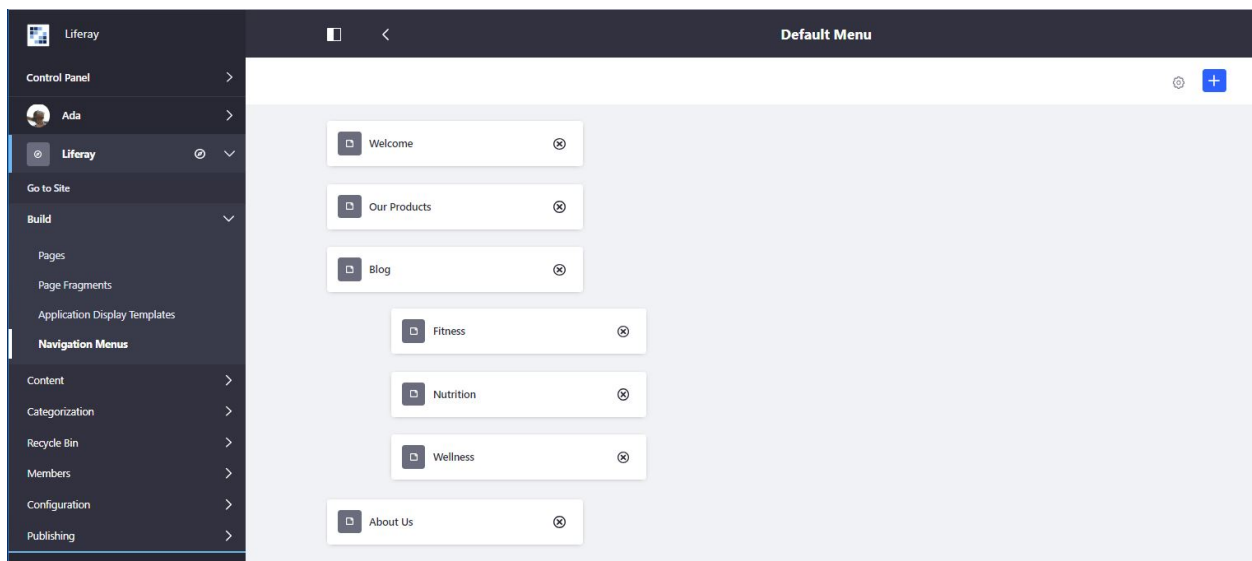 Liferay
Default Menu
Control Panel
Ada
Liferay
Go to Site
Build
Pages
Page Fragments
Application Display Templates
Navigation Menus
Content
Categorization
Recycle Bin
Members
Configuration
Publishing
Welcome
Our Products
Blog
Fitness
Nutrition
Wellness
About Us